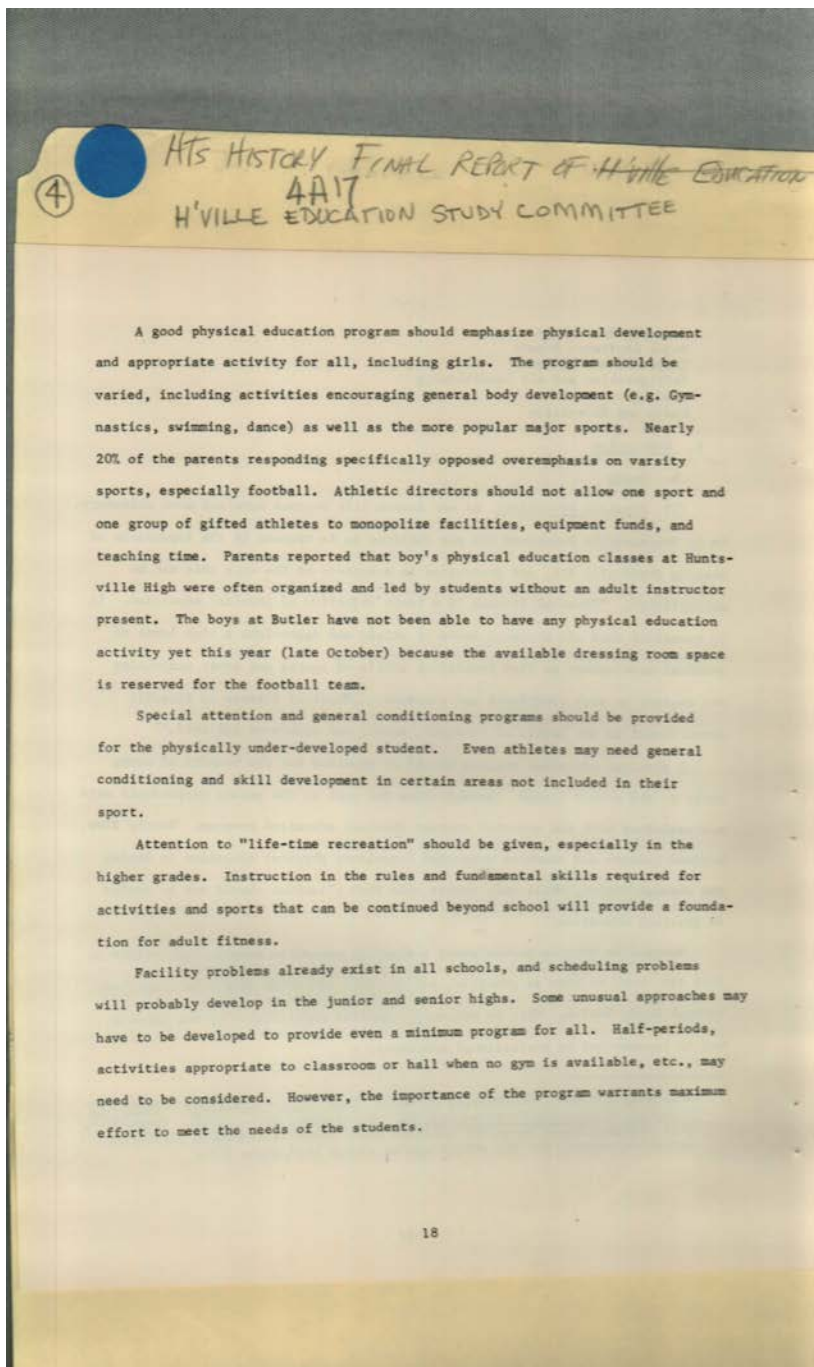 HTS HISTORY FINAL REPORT OF H'ville EDUCATION
4
4A17
H'VILLE EDUCATION STUDY COMMITTEE
A good physical education program should emphasize physical development
and appropriate activity for all, including girls. The program should be
varied, including activities encouraging general body development (e.g. Gym-
nastics, swimming, dance) as well as the more popular major sports. Nearly
20% of the parents responding specifically opposed overemphasis on varsity
sports, especially football. Athletic directors should not allow one sport and
one group of gifted athletes to monopolize facilities, equipment funds, and
teaching time. Parents reported that boy's physical education classes at Hunts-
ville High were often organized and led by students without an adult instructor
present. The boys at Butler have not been able to have any physical education
activity yet this year (late October) because the available dressing room space
is reserved for the football team.
Special attention and general conditioning programs should be provided
for the physically under-developed student. Even athletes may need general
conditioning and skill development in certain areas not included in their
sport.
Attention to "life-time recreation" should be given, especially in the
higher grades. Instruction in the rules and fundamental skills required for
activities and sports that can be continued beyond school will provide a founda-
tion for adult fitness.
Facility problems already exist in all schools, and scheduling problems
will probably develop in the junior and senior highs. Some unusual approaches may
have to be developed to provide even a minimum program for all. Half-periods,
activities appropriate to classroom or hall when no gym is available, etc., may
need to be considered. However, the importance of the program warrants maximum
effort to meet the needs of the students.
18